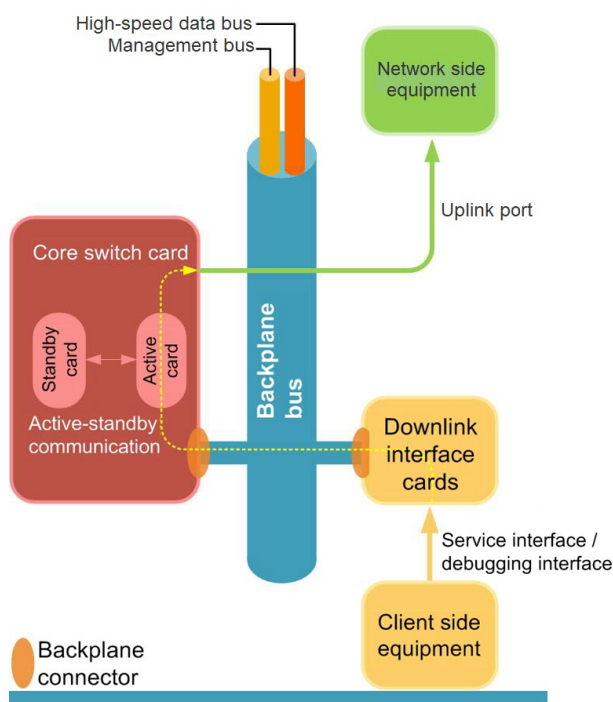 High-speed data bus
Management bus
Network side
equipment
Uplink port
Core switch card
Standby
card
Active
card
Active-standby
communication
Backplane
bus
Downlink
interface
cards
Service interface /
debugging interface
Client side
equipment
Backplane
connector